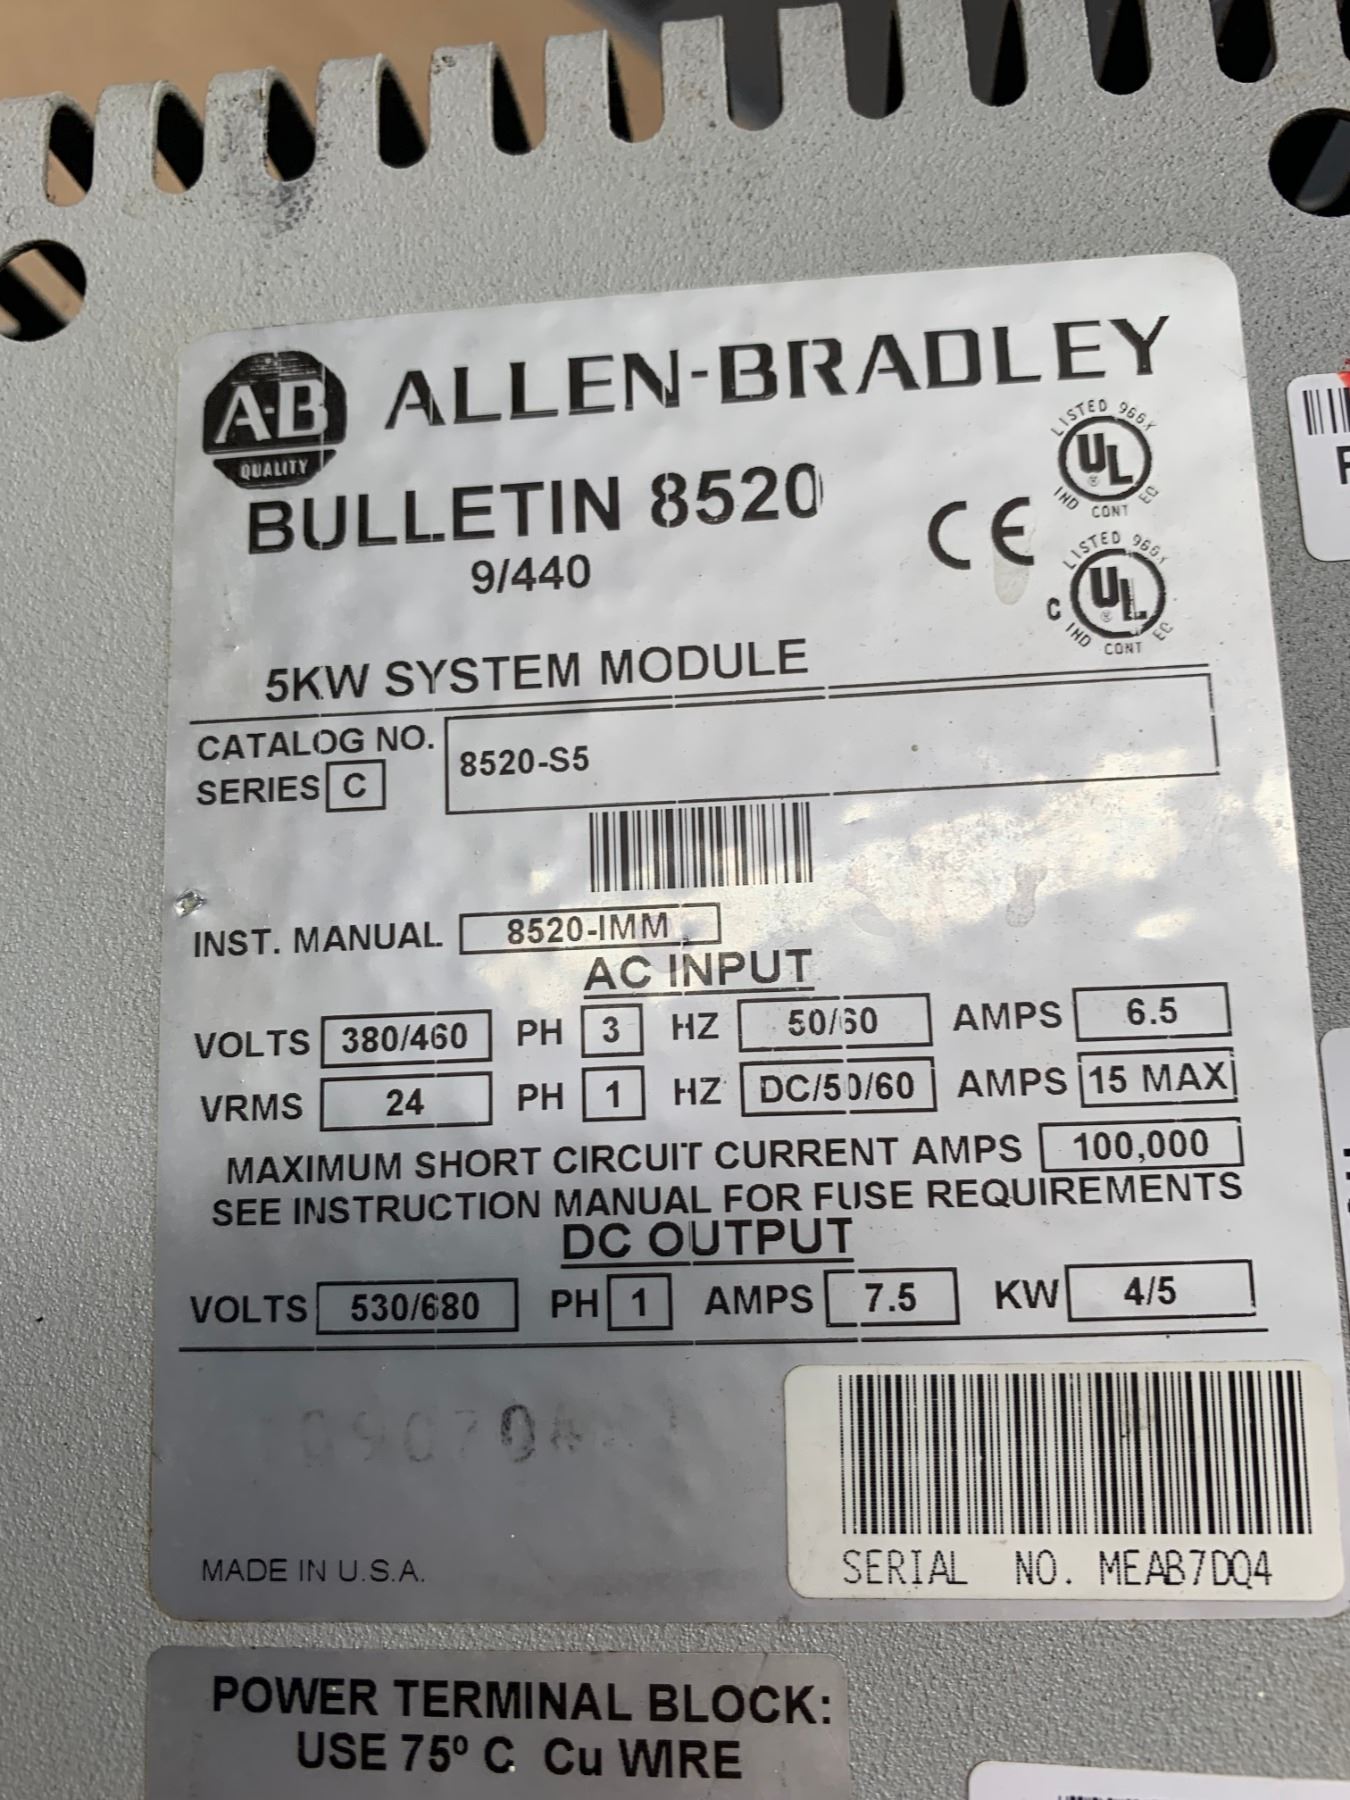 A-B
QUALITY
ALLEN-BRADLEY
BULLETIN 8520
9/440
LISTED 966X
UL
IND CONT EQ
CE
LISTED 966X
C UL
IND CONT EQ
5KW SYSTEM MODULE
CATALOG NO. 8520-S5
SERIES C
INST. MANUAL 8520-IMM
AC INPUT
VOLTS 380/460 PH 3 HZ 50/60 AMPS 6.5
VRMS 24 PH 1 HZ DC/50/60 AMPS 15 MAX
MAXIMUM SHORT CIRCUIT CURRENT AMPS 100,000
SEE INSTRUCTION MANUAL FOR FUSE REQUIREMENTS
DC OUTPUT
VOLTS 530/680 PH 1 AMPS 7.5 KW 4/5
MADE IN U.S.A.
SERIAL NO. MEAB7DQ4
POWER TERMINAL BLOCK:
USE 75º C Cu WIRE